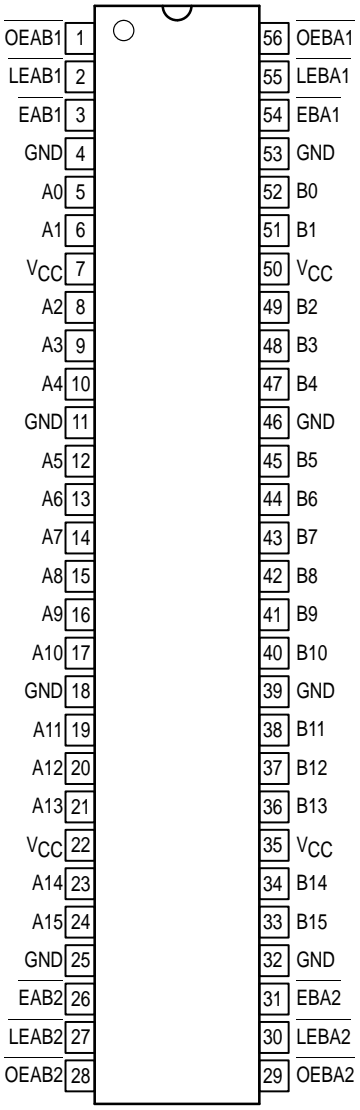 OEAB1 1 56 OEBA1
LEAB1 2 55 LEBA1
EAB1 3 54 EBA1
GND 4 53 GND
A0 5 52 B0
A1 6 51 B1
VCC 7 50 VCC
A2 8 49 B2
A3 9 48 B3
A4 10 47 B4
GND 11 46 GND
A5 12 45 B5
A6 13 44 B6
A7 14 43 B7
A8 15 42 B8
A9 16 41 B9
A10 17 40 B10
GND 18 39 GND
A11 19 38 B11
A12 20 37 B12
A13 21 36 B13
VCC 22 35 VCC
A14 23 34 B14
A15 24 33 B15
GND 25 32 GND
EAB2 26 31 EBA2
LEAB2 27 30 LEBA2
OEAB2 28 29 OEBA2